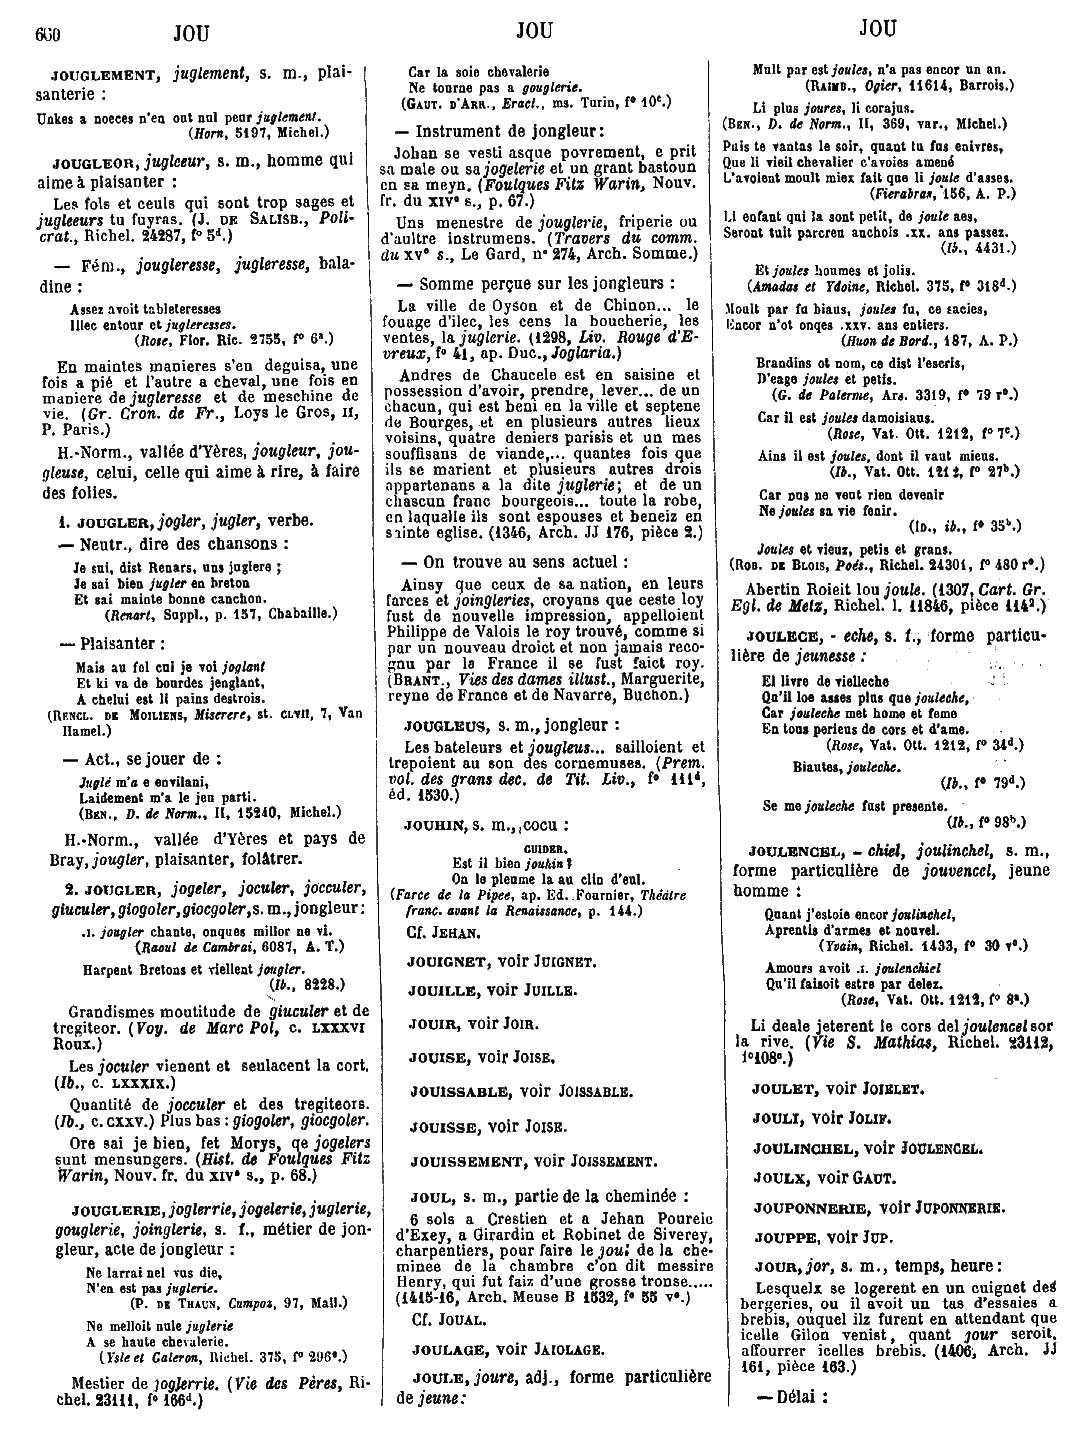 660 JOU JOU JOU
JOUGLEMENT, juglement, s. m., plai-
santerie :
Unkes a noeces n'en out nul peur juglement.
(Horn, 5197, Michel.)
JOUGLEOR, jugleeur, s. m., homme qui
aime à plaisanter :
Les fols et ceuls qui sont trop sages et
jugleeurs tu fuyras. (J. DE SALISB., Poli-
crat., Richel. 24287, f° 5d.)
— Fém., jougleresse, jugleresse, bala-
dine :
Assez avoit tableteresses
Illec entour et jugleresses.
(Rose, Flor. Ric. 2755, f° 6a.)
En maintes manieres s'en deguisa, une
fois a pié et l'autre a cheval, une fois en
maniere de jugleresse et de meschine de
vie. (Gr. Cron. de Fr., Loys le Gros, II,
P. Paris.)
H.-Norm., vallée d'Yères, jougleur, jou-
gleuse, celui, celle qui aime à rire, à faire
des folies.
1. JOUGLER, jogler, jugler, verbe.
— Neutr., dire des chansons :
Je sui, dist Renars, uns juglere ;
Je sai bien jugler en breton
Et sai mainte bonne canchon.
(Renart, Suppl., p. 157, Chabaille.)
— Plaisanter :
Mais au fol cui je voi joglant
Et ki va de bourdes jenglant,
A chelui est li pains destrois.
(RENCL. DE MOILIENS, Miserere, st. CLVII, 7, Van
Hamel.)
— Act., se jouer de :
Juglé m'a e envilani,
Laidement m'a le jeu parti.
(BEN., D. de Norm., II, 15240, Michel.)
H.-Norm., vallée d'Yères et pays de
Bray, jougler, plaisanter, folâtrer.
2. JOUGLER, jogeler, joculer, jocculer,
giuculer, giogoler, giocgoler, s. m., jongleur :
.I. jougler chante, onques millor ne vi.
(Raoul de Cambrai, 6087, A. T.)
Harpent Bretons et viellent jougler.
(Ib., 8228.)
Grandismes moutitude de giuculer et de
tregiteor. (Voy. de Marc Pol, c. LXXXVI
Roux.)
Les joculer vienent et seulacent la cort.
(Ib., c. LXXXIX.)
Quantité de jocculer et des tregiteors.
(Ib., c. CXXV.) Plus bas : giogoler, giocgoler.
Ore sai je bien, fet Morys, qe jogelers
sunt mensungers. (Hist. de Foulques Fitz
Warin, Nouv. fr. du XIVe s., p. 68.)
JOUGLERIE, joglerrie, jogelerie, juglerie,
gouglerie, joinglerie, s. f., métier de jon-
gleur, acte de jongleur :
Ne larrai nel vus die,
N'en est pas juglerie.
(P. DE THAUN, Cumpoz, 97, Mall.)
Ne melloit nule juglerie
A se haute chevalerie.
(Ysle et Galeron, Richel. 375, f° 296e.)
Mestier de joglerrie. (Vie des Pères, Ri-
chel. 23111, f° 166d.)
Car la soie chevalerie
Ne tourne pas a gouglerie.
(GAUT. D'ARR., Eracl., ms. Turin, f° 10c.)
— Instrument de jongleur :
Johan se vesti asque povrement, e prit
sa male ou sa jogelerie et un grant bastoun
en sa meyn. (Foulques Fitz Warin, Nouv.
fr. du XIVe s., p. 67.)
Uns menestre de jouglerie, friperie ou
d'aultre instrumens. (Travers du comm.
du XVe s., Le Gard, n° 274, Arch. Somme.)
— Somme perçue sur les jongleurs :
La ville de Oyson et de Chinon... le
fouage d'ilec, les cens la boucherie, les
ventes, la juglerie. (1298, Liv. Rouge d'E-
vreux, f° 41, ap. Duc., Joglaria.)
Andres de Chaucele est en saisine et
possession d'avoir, prendre, lever... de un
chacun, qui est beni en la ville et septene
de Bourges, et en plusieurs autres lieux
voisins, quatre deniers parisis et un mes
souffisans de viande,... quantes fois que
ils se marient et plusieurs autres drois
appartenans a la dite juglerie; et de un
chascun franc bourgeois... toute la robe,
en laqualle ils sont espouses et beneiz en
sainte eglise. (1346, Arch. JJ 176, pièce 2.)
— On trouve au sens actuel :
Ainsy que ceux de sa nation, en leurs
farces et joingleries, croyans que ceste loy
fust de nouvelle impression, appelloient
Philippe de Valois le roy trouvé, comme si
par un nouveau droict et non jamais reco-
gnu par la France il se fust faict roy.
(BRANT., Vies des dames illust., Marguerite,
reyne de France et de Navarre, Buchon.)
JOUGLEUS, s. m., jongleur :
Les bateleurs et jougleus... sailloient et
trepoient au son des cornemuses. (Prem.
vol. des grans dec. de Tit. Liv., f° IIId,
éd. 1530.)
JOUHIN, s. m., cocu :
CUIDER.
Est il bien jouhin ?
On le pleume la au clin d'eul.
(Farce de la Pipee, ap. Ed. Fournier, Théâtre
franc. avant la Renaissance, p. 144.)
Cf. JEHAN.
JOUIGNET, voir JUIGNET.
JOUILLE, voir JUILLE.
JOUIR, voir JOIR.
JOUISE, voir JOISE.
JOUISSABLE, voir JOISSABLE.
JOUISSE, voir JOISE.
JOUISSEMENT, voir JOISSEMENT.
JOUL, s. m., partie de la cheminée :
6 sols a Crestien et a Jehan Poureic
d'Exey, a Girardin et Robinet de Siverey,
charpentiers, pour faire le joul de la che-
minee de la chambre c'on dit messire
Henry, qui fut faiz d'une grosse tronse.....
(1415-16, Arch. Meuse B 1532, f° 55 v°.)
Cf. JOUAL.
JOULAGE, voir JAIOLAGE.
JOULE, joure, adj., forme particulière
de jeune:
Mult par est joules, n'a pas encor un an.
(RAIMB., Ogier, 11614, Barrois.)
Li plus joures, li corajus.
(BEN., D. de Norm., II, 369, var., Michel.)
Puis te vantas le soir, quant tu fus enivres,
Que li vieil chevalier c'avoies amené
L'avoient moult miex fait que li joule d'asses.
(Fierabras, 156, A. P.)
Li enfant qui la sont petit, de joule aes,
Seront tuit parcreu anchois .XX. ans passez.
(Ib., 4431.)
Et joules houmes et jolis.
(Amadas et Ydoine, Richel. 375, f° 318d.)
Moult par fu biaus, joules fu, ce sacies,
Encor n'ot onqes .XXV. ans entiers.
(Huon de Bord., 187, A. P.)
Brandins ot nom, ce dist l'escris,
D'eage joules et petis.
(G. de Palerme, Ars. 3319, f° 79 r°.)
Car il est joules damoisiaus.
(Rose, Vat. Ott. 1212, f° 7c.)
Ains il est joules, dont il vaut mieus.
(Ib., Vat. Ott. 1212, f° 27b.)
Car nus ne veut rien devenir
Ne joules sa vie fenir.
(ID., ib., f° 35b.)
Joules et vieuz, petis et grans.
(ROB. DE BLOIS, Poés., Richel. 24301, f° 480 r°.)
Abertin Roieit lou joule. (1307, Cart. Gr.
Egl. de Metz, Richel. l. 11846, pièce 1142.)
JOULECE, - eche, s. f., forme particu-
lière de jeunesse :
El livre de vielleche
Qu'il loe asses plus que jouleche,
Car jouleche met home et feme
En tous periens de cors et d'ame.
(Rose, Vat. Ott. 1212, f° 34d.)
Biautes, jouleche.
(Ib., f° 79d.)
Se me jouleche fust presente.
(Ib., f° 98b.)
JOULENCEL, - chiel, joulinchel, s. m.,
forme particulière de jouvencel, jeune
homme :
Quant j'estoie encor joulinchel,
Aprentis d'armes et nouvel.
(Yvain, Richel. 1433, f° 30 v°.)
Amours avoit .I. joulenchiel
Qu'il faisoit estre par delez.
(Rose, Vat. Ott. 1212, f° 8a.)
Li deale jeterent le cors del joulencel sor
la rive. (Vie S. Mathias, Richel. 23112,
f°108c.)
JOULET, voir JOIELET.
JOULI, voir JOLIF.
JOULINCHEL, voir JOULENCEL.
JOULX, voir GAUT.
JOUPONNERIE, voir JUPONNERIE.
JOUPPE, voir JUP.
JOUR, jor, s. m., temps, heure :
Lesquelx se logerent en un cuignet des
bergeries, ou il avoit un tas d'essaies a
brebis, ouquel ilz furent en attendant que
icelle Gilon venist, quant jour seroit,
affourrer icelles brebis. (1406, Arch. JJ
161, pièce 163.)
— Délai :